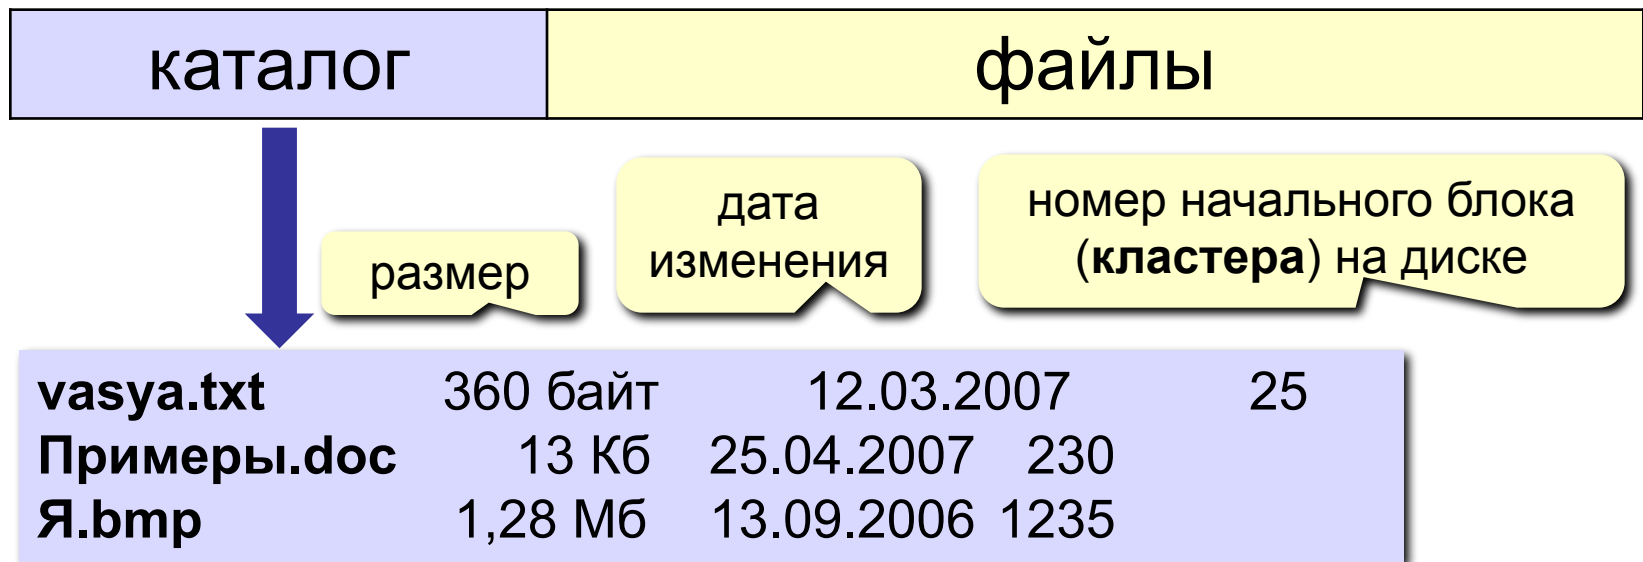 каталог файлы
размер
дата
изменения
номер начального блока
(кластера) на диске
vasya.txt 360 байт 12.03.2007 25
Примеры.doc 13 Кб 25.04.2007 230
Я.bmp 1,28 Мб 13.09.2006 1235